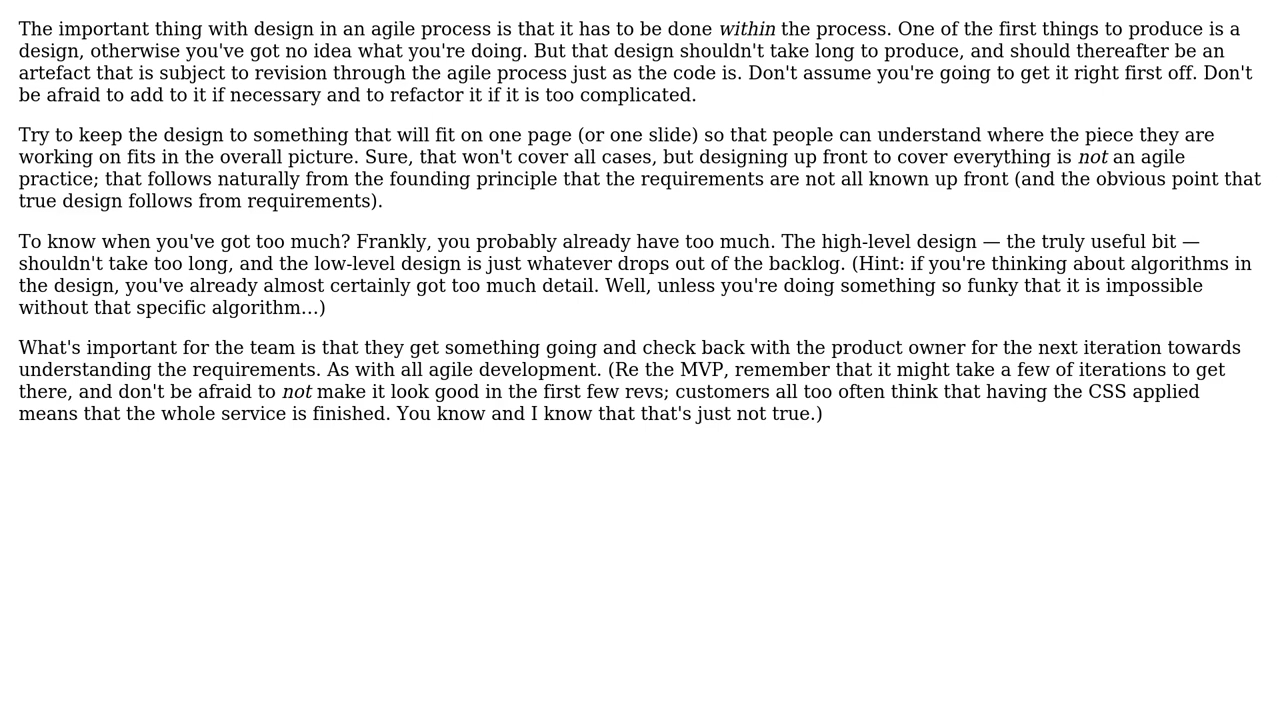 The important thing with design in an agile process is that it has to be done within the process. One of the first things to produce is a
design, otherwise you've got no idea what you're doing. But that design shouldn't take long to produce, and should thereafter be an
artefact that is subject to revision through the agile process just as the code is. Don't assume you're going to get it right first off. Don't
be afraid to add to it if necessary and to refactor it if it is too complicated.
Try to keep the design to something that will fit on one page (or one slide) so that people can understand where the piece they are
working on fits in the overall picture. Sure, that won't cover all cases, but designing up front to cover everything is not an agile
practice; that follows naturally from the founding principle that the requirements are not all known up front (and the obvious point that
true design follows from requirements).
To know when you've got too much? Frankly, you probably already have too much. The high-level design — the truly useful bit —
shouldn't take too long, and the low-level design is just whatever drops out of the backlog. (Hint: if you're thinking about algorithms in
the design, you've already almost certainly got too much detail. Well, unless you're doing something so funky that it is impossible
without that specific algorithm…)
What's important for the team is that they get something going and check back with the product owner for the next iteration towards
understanding the requirements. As with all agile development. (Re the MVP, remember that it might take a few of iterations to get
there, and don't be afraid to not make it look good in the first few revs; customers all too often think that having the CSS applied
means that the whole service is finished. You know and I know that that's just not true.)